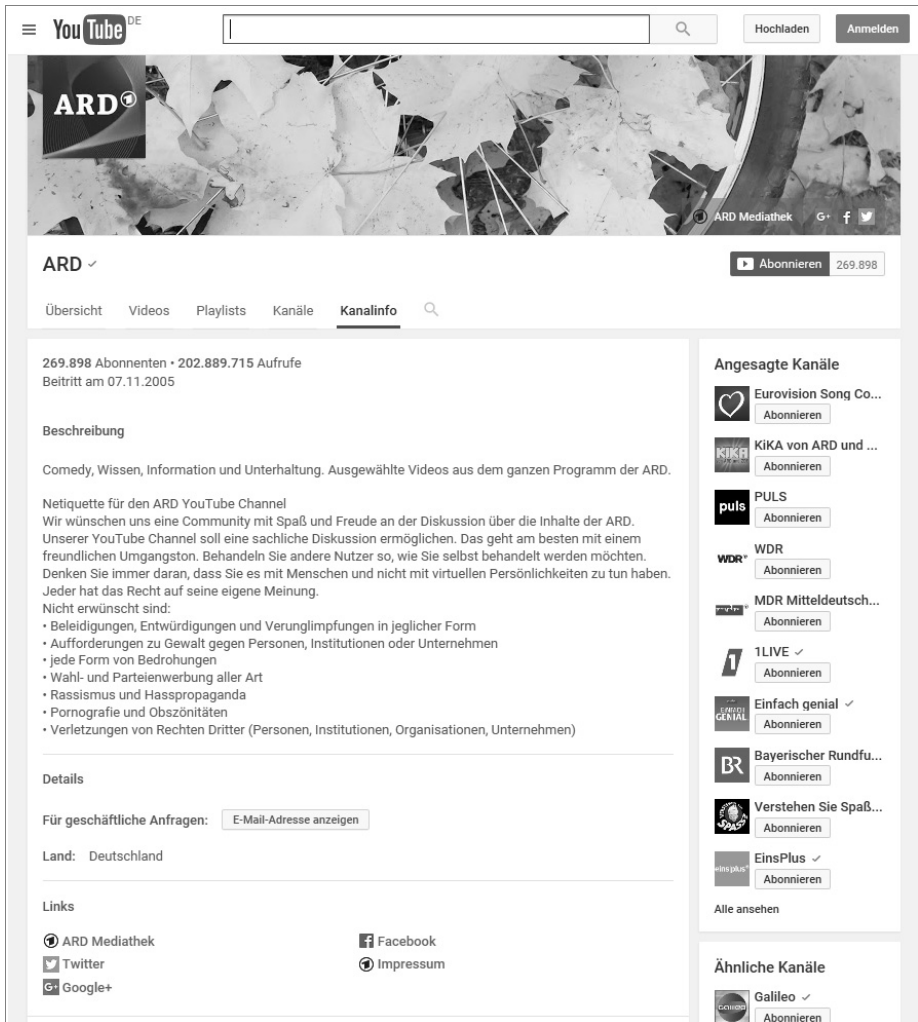 YouTube DE
Hochladen
Anmelden
ARD
ARD Mediathek
ARD
Abonnieren 269.898
Übersicht Videos Playlists Kanäle Kanalinfo
269.898 Abonnenten • 202.889.715 Aufrufe
Beitritt am 07.11.2005
Beschreibung
Comedy, Wissen, Information und Unterhaltung. Ausgewählte Videos aus dem ganzen Programm der ARD.
Netiquette für den ARD YouTube Channel
Wir wünschen uns eine Community mit Spaß und Freude an der Diskussion über die Inhalte der ARD.
Unserer YouTube Channel soll eine sachliche Diskussion ermöglichen. Das geht am besten mit einem
freundlichen Umgangston. Behandeln Sie andere Nutzer so, wie Sie selbst behandelt werden möchten.
Denken Sie immer daran, dass Sie es mit Menschen und nicht mit virtuellen Persönlichkeiten zu tun haben.
Jeder hat das Recht auf seine eigene Meinung.
Nicht erwünscht sind:
• Beleidigungen, Entwürdigungen und Verunglimpfungen in jeglicher Form
• Aufforderungen zu Gewalt gegen Personen, Institutionen oder Unternehmen
• jede Form von Bedrohungen
• Wahl- und Parteienwerbung aller Art
• Rassismus und Hasspropaganda
• Pornografie und Obszönitäten
• Verletzungen von Rechten Dritter (Personen, Institutionen, Organisationen, Unternehmen)
Details
Für geschäftliche Anfragen: E-Mail-Adresse anzeigen
Land: Deutschland
Links
ARD Mediathek
Facebook
Twitter
Impressum
G+ Google+
Angesagte Kanäle
Eurovision Song Co...
Abonnieren
KiKA
KiKA von ARD und ...
Abonnieren
puls
PULS
Abonnieren
WDR
WDR
Abonnieren
MDR Mitteldeutsch...
Abonnieren
1
1LIVE
Abonnieren
EINFACH GENIAL
Einfach genial
Abonnieren
BR
Bayerischer Rundfu...
Abonnieren
SPASS?
Verstehen Sie Spaß...
Abonnieren
einsplus
EinsPlus
Abonnieren
Alle ansehen
Ähnliche Kanäle
Galileo
Galileo
Abonnieren